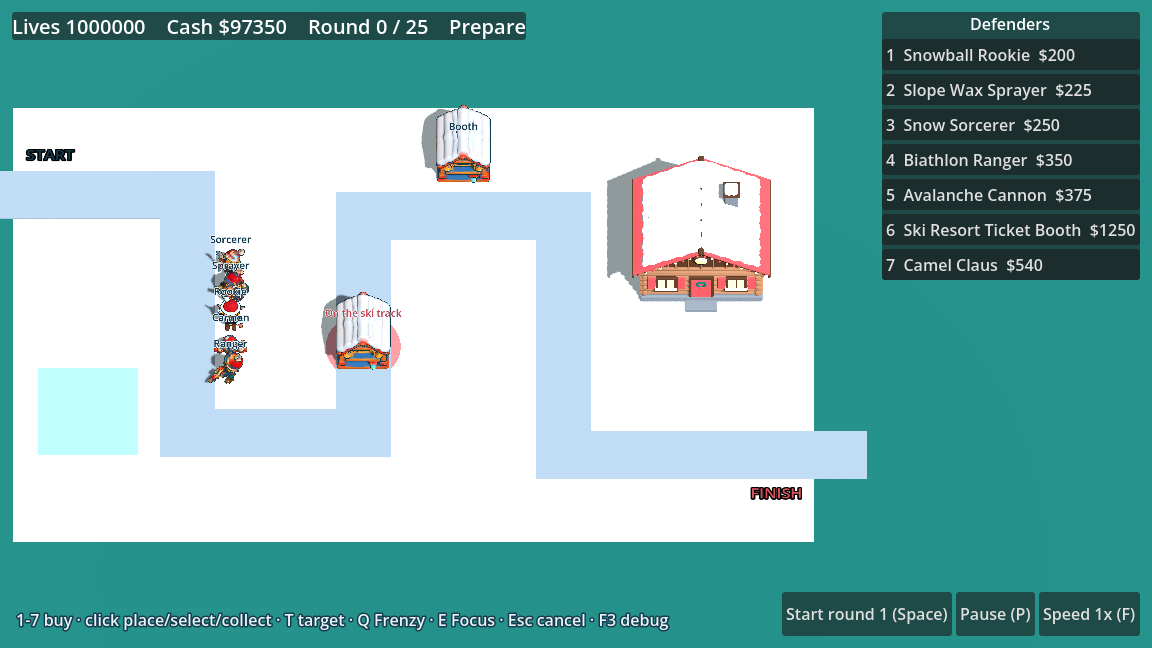 Lives 1000000 Cash $97350 Round 0 / 25 Prepare
Defenders
1 Snowball Rookie $200
2 Slope Wax Sprayer $225
3 Snow Sorcerer $250
4 Biathlon Ranger $350
5 Avalanche Cannon $375
6 Ski Resort Ticket Booth $1250
7 Camel Claus $540
START
Booth
Sorcerer
Sprayer
Rookie
Cannon
Ranger
On the ski track
FINISH
1-7 buy · click place/select/collect · T target · Q Frenzy · E Focus · Esc cancel · F3 debug
Start round 1 (Space)
Pause (P)
Speed 1x (F)